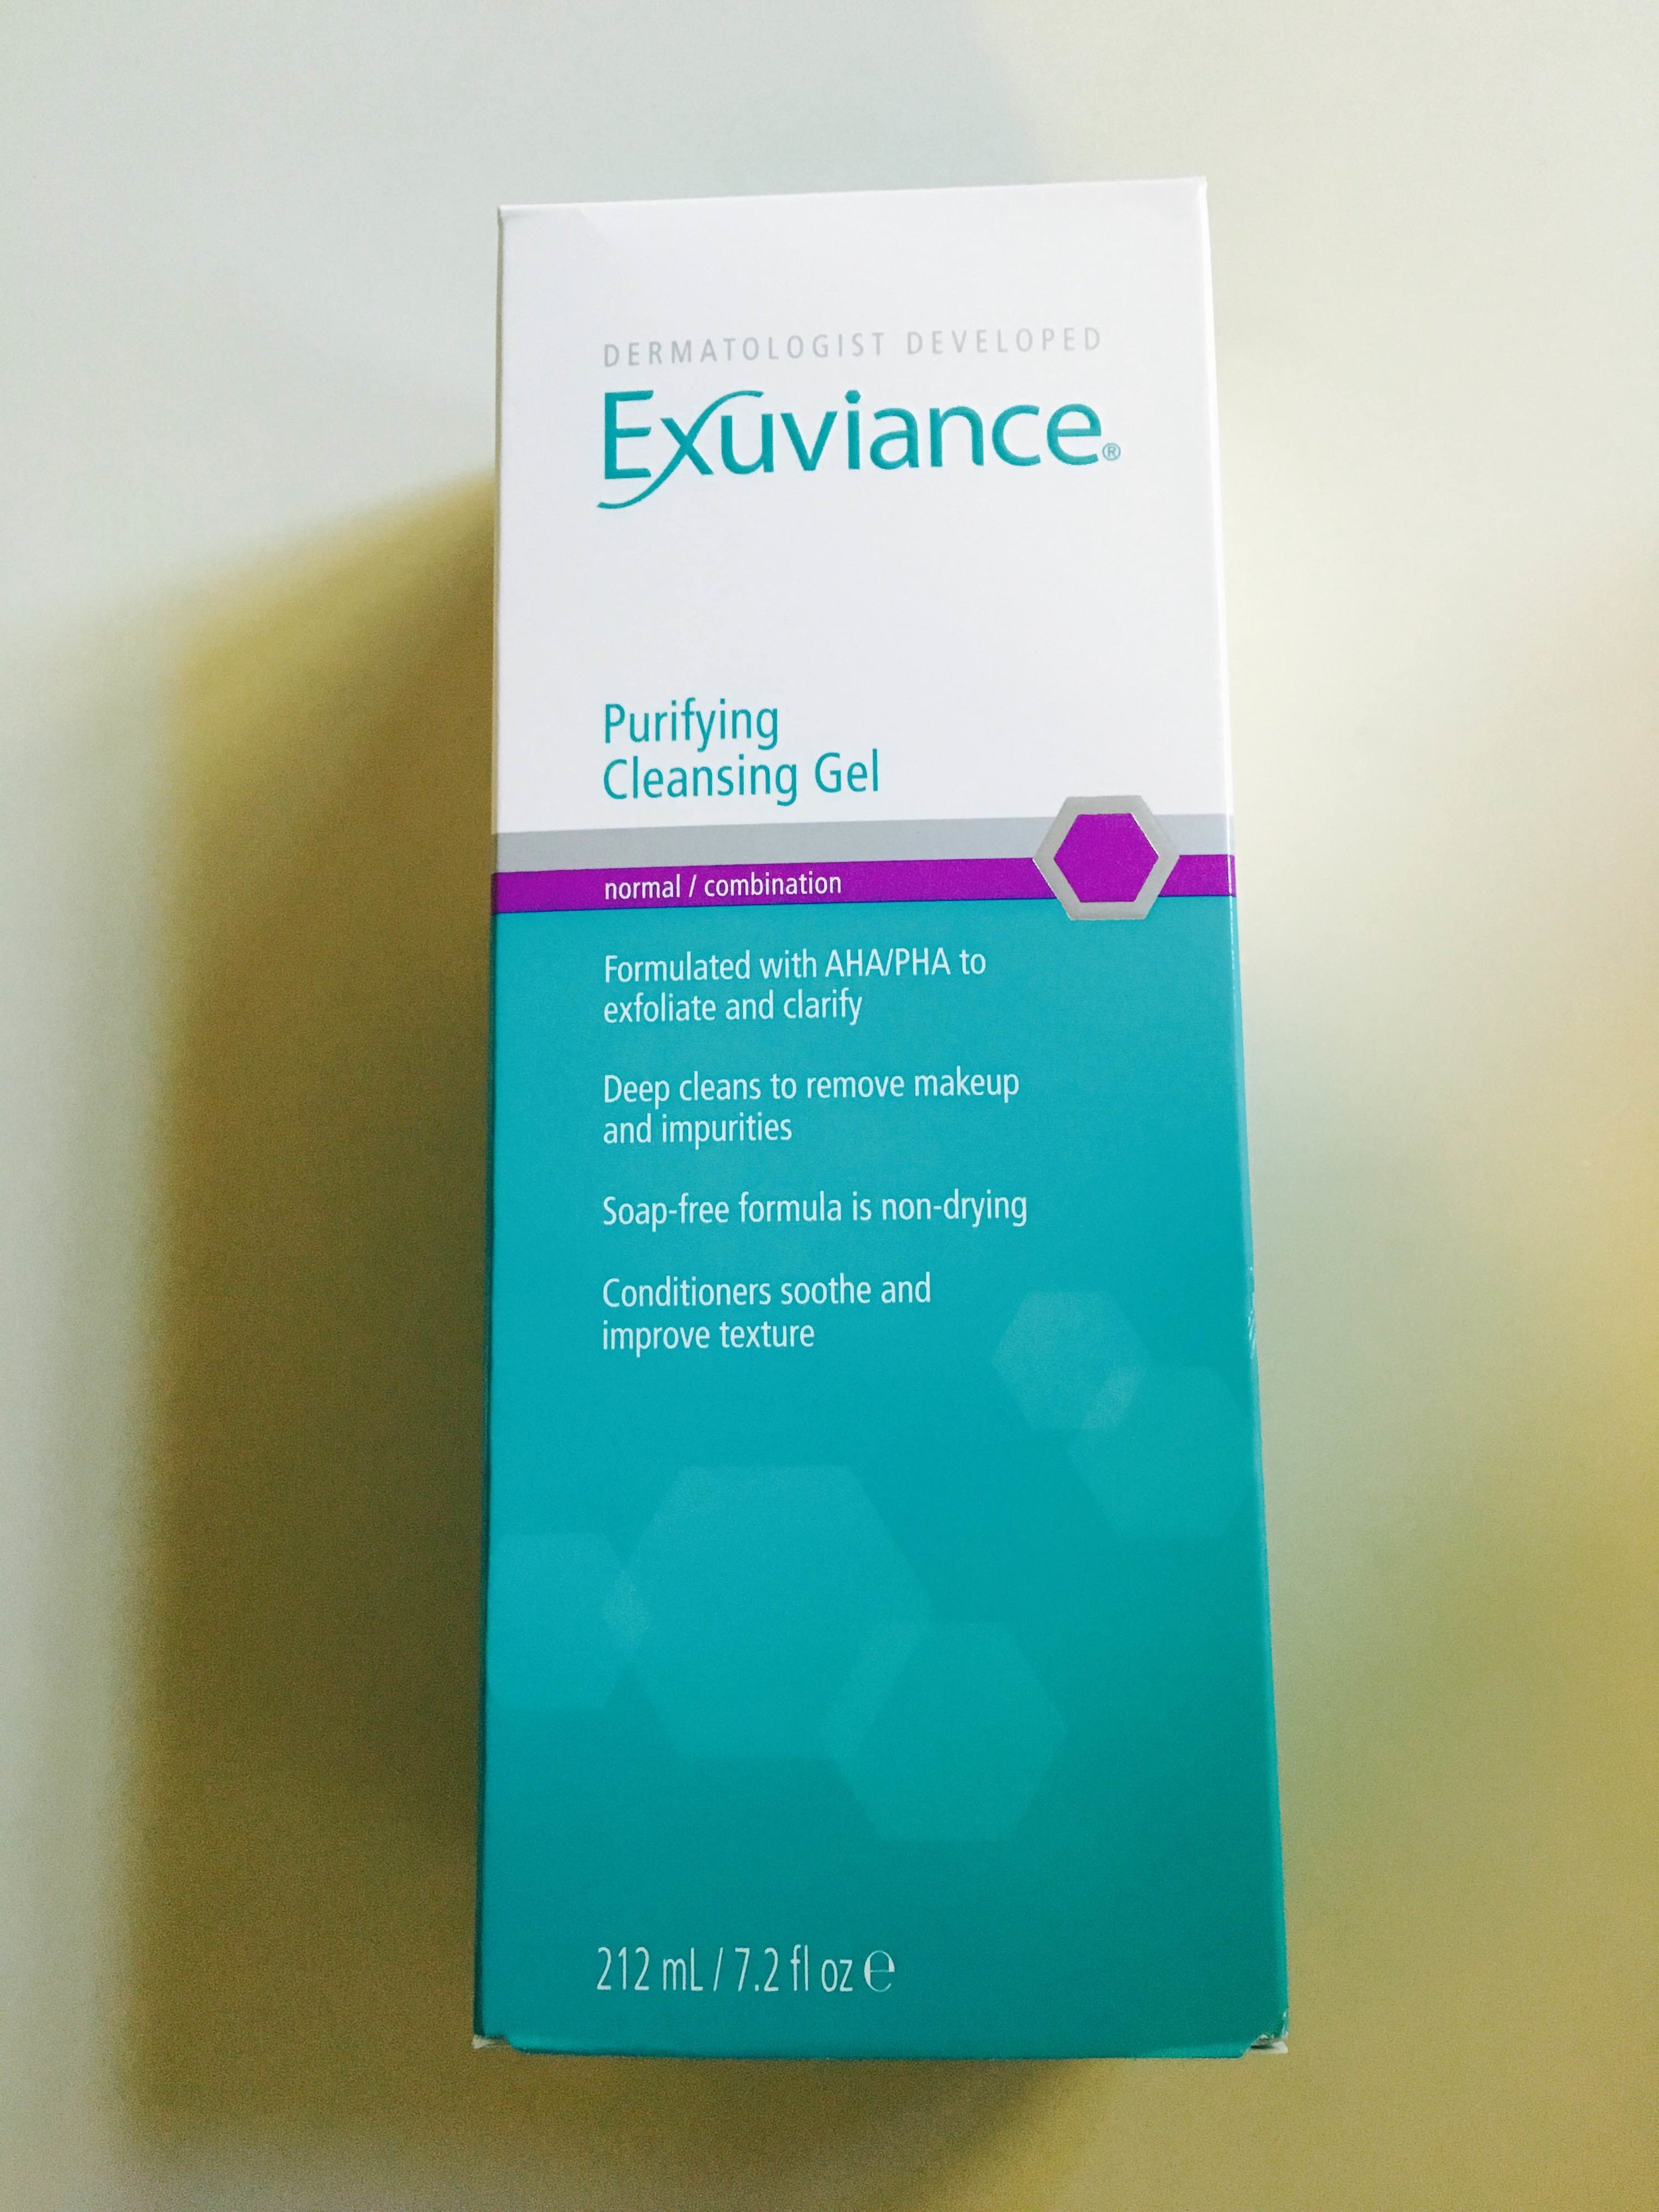 DERMATOLOGIST DEVELOPED
Exuviance®
Purifying
Cleansing Gel
normal / combination
Formulated with AHA/PHA to
exfoliate and clarify
Deep cleans to remove makeup
and impurities
Soap-free formula is non-drying
Conditioners soothe and
improve texture
212 mL / 7.2 fl oz ℮